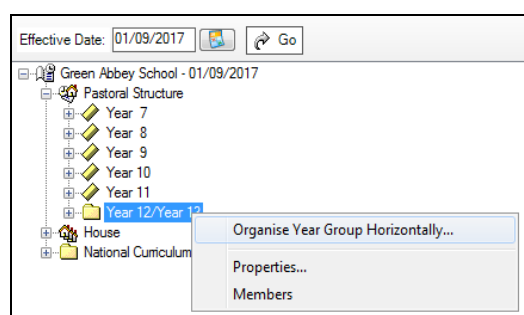 Effective Date: 01/09/2017 Go
Green Abbey School - 01/09/2017
Pastoral Structure
Year 7
Year 8
Year 9
Year 10
Year 11
Year 12/Year 13
House
National Curriculum
Organise Year Group Horizontally...
Properties...
Members